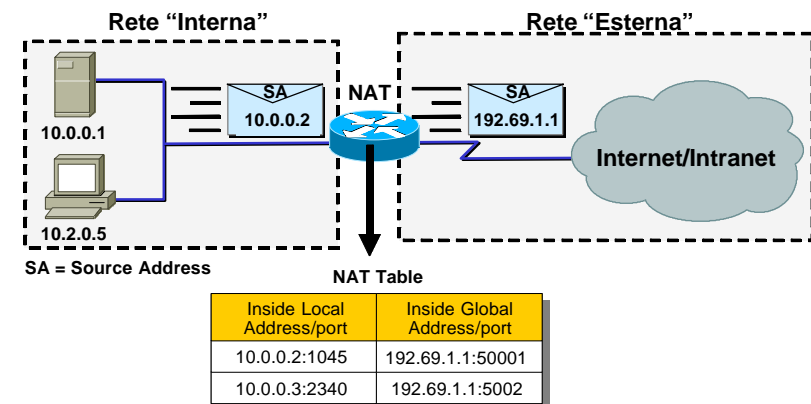 Rete “Interna”
Rete “Esterna”
SA
10.0.0.2
NAT
SA
192.69.1.1
10.0.0.1
Internet/Intranet
10.2.0.5
SA = Source Address
NAT Table
Inside Local
Address/port
Inside Global
Address/port
10.0.0.2:1045
192.69.1.1:50001
10.0.0.3:2340
192.69.1.1:5002